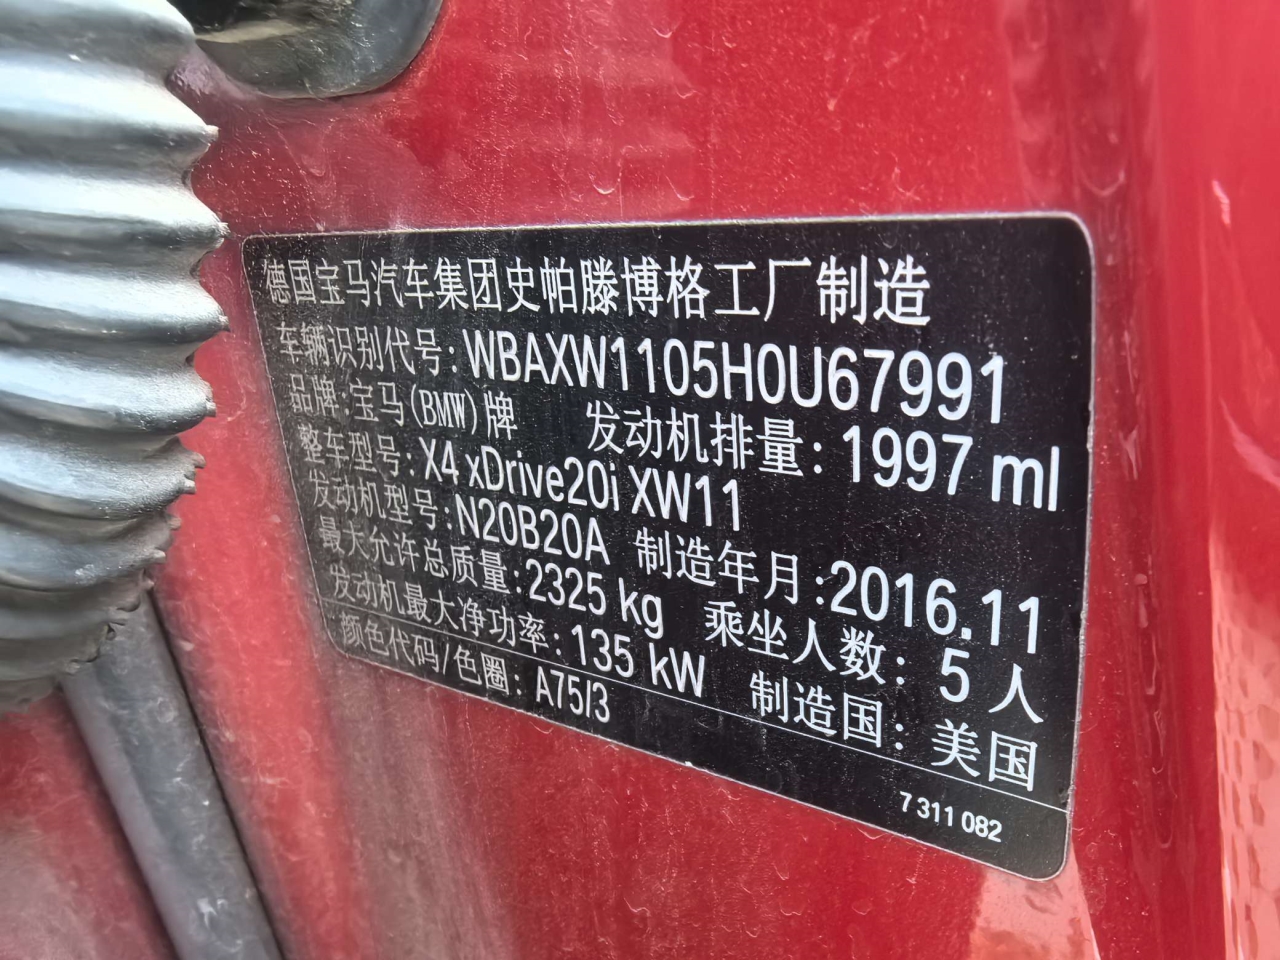 德国宝马汽车集团史帕滕博格工厂制造
车辆识别代号:WBAXW1105H0U67991
品牌:宝马(BMW)牌 发动机排量:1997 ml
整车型号:X4 xDrive20i XW11
发动机型号:N20B20A 制造年月:2016.11
最大允许总质量:2325 kg 乘坐人数: 5 人
发动机最大净功率:135 kW 制造国:美国
颜色代码/色圈:A75/3
7 311 082